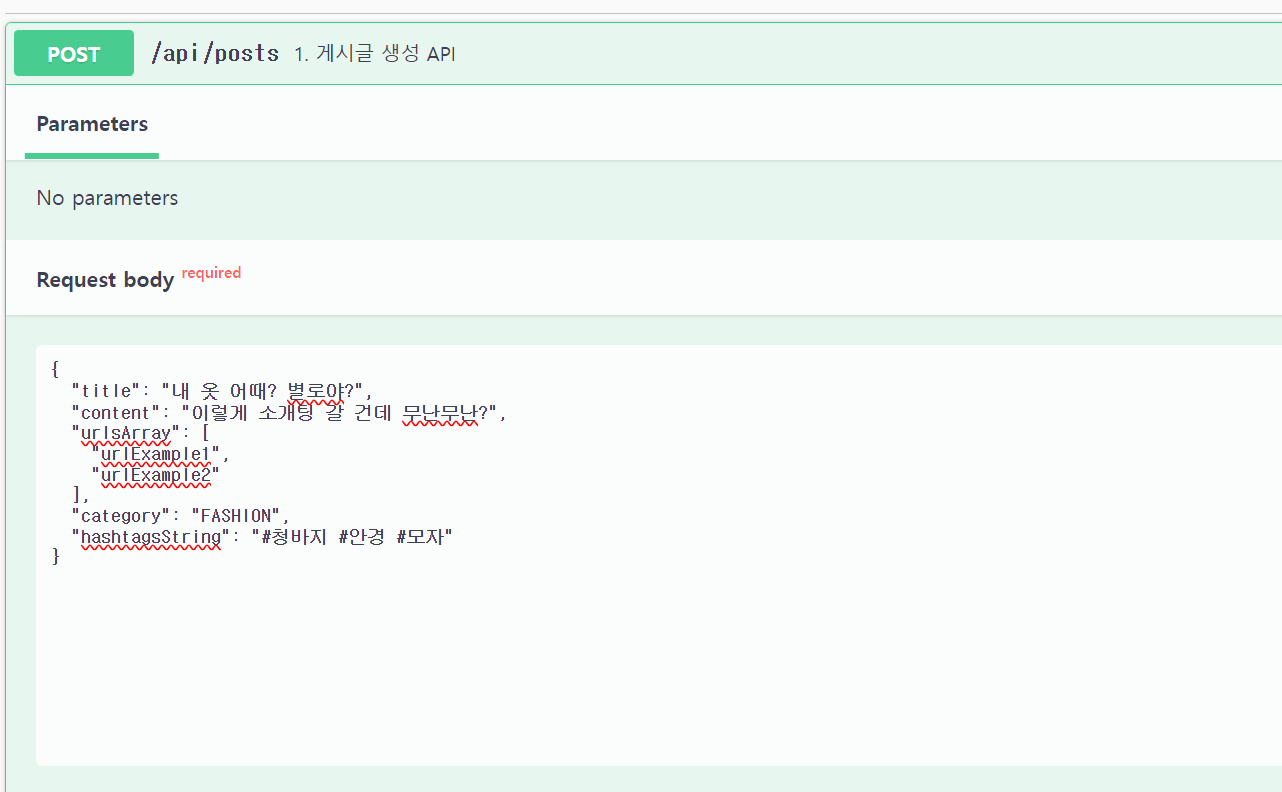 POST /api/posts 1. 게시글 생성 API
Parameters
No parameters
Request body required
{
"title": "내 옷 어때? 별로야?",
"content": "이렇게 소개팅 갈 건데 무난무난?",
"urlsArray": [
"urlExample1",
"urlExample2"
],
"category": "FASHION",
"hashtagsString": "#청바지 #안경 #모자"
}